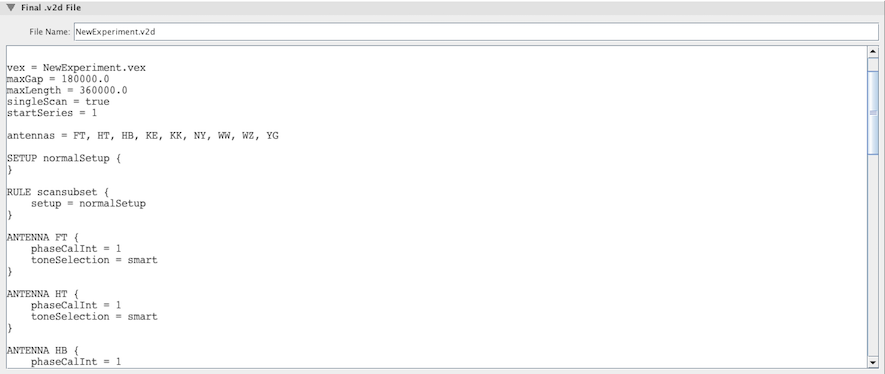 Final .v2d File
File Name: NewExperiment.v2d
vex = NewExperiment.vex
maxGap = 180000.0
maxLength = 360000.0
singleScan = true
startSeries = 1
antennas = FT, HT, HB, KE, KK, NY, WW, WZ, YG
SETUP normalSetup {
}
RULE scansubset {
    setup = normalSetup
}
ANTENNA FT {
    phaseCalInt = 1
    toneSelection = smart
}
ANTENNA HT {
    phaseCalInt = 1
    toneSelection = smart
}
ANTENNA HB {
    phaseCalInt = 1